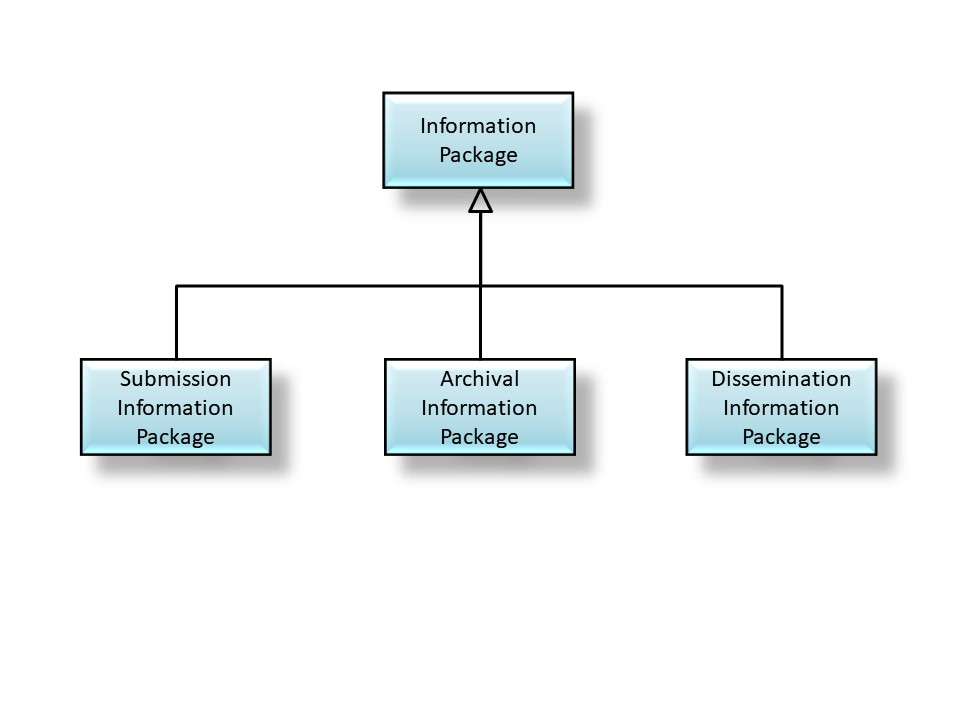 Information
Package
Submission
Information
Package
Archival
Information
Package
Dissemination
Information
Package